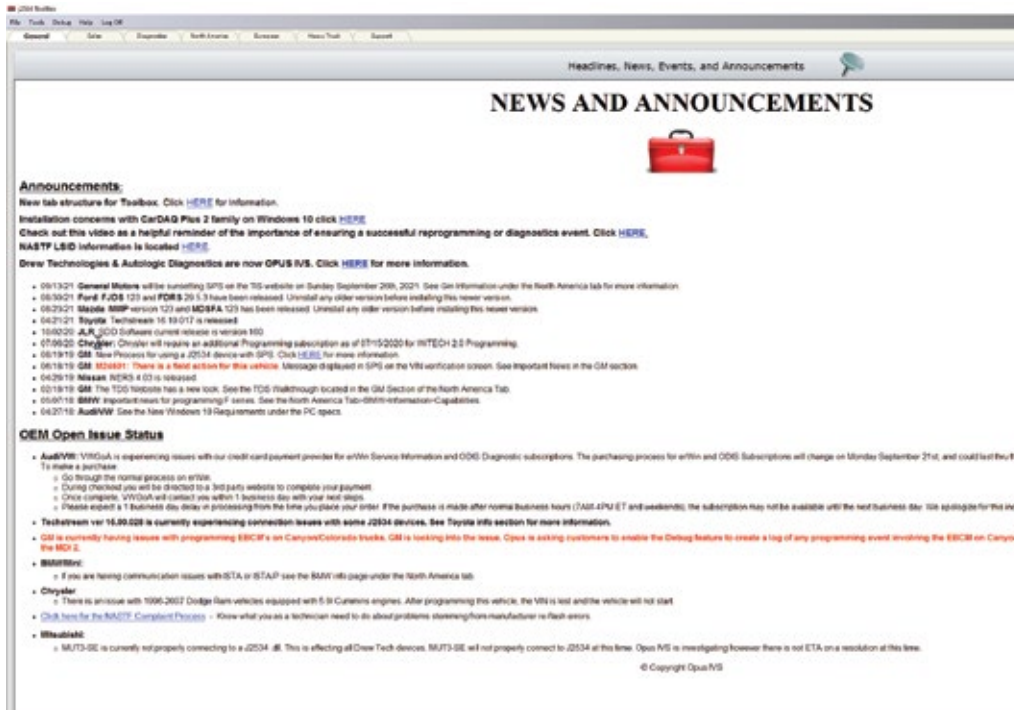 j2534 Toolbox
File Tools Debug Help Log Off
General Sales Diagnostics North America European Heavy Truck Support
Headlines, News, Events, and Announcements
NEWS AND ANNOUNCEMENTS
Announcements:
New tab structure for Toolbox. Click HERE for information.
Installation concerns with CarDAQ Plus 2 family on Windows 10 click HERE
Check out this video as a helpful reminder of the importance of ensuring a successful reprogramming or diagnostics event. Click HERE.
NASTF LSID information is located HERE.
Drew Technologies & Autologic Diagnostics are now OPUS IVS. Click HERE for more information.
09/13/21 General Motors will be sunsetting SPS on the TIS website on Sunday September 26th, 2021. See Gm Information under the North America tab for more information.
Ford FJDS 123 and FDRS 29.5.3 have been released. Uninstall any older version before installing this newer version.
08/23/21 Mazda MMP version 123 and MDSFA 123 has been released. Uninstall any older version before installing this newer version.
04/21/21 Toyota Techstream 16.10.017 is released.
10/02/20 JLR SDD Software current release is version 160.
07/06/20 Chrysler: Chrysler will require an additional Programming subscription as of 07/15/2020 for WITECH 2.0 Programming.
06/19/19 GM: New Process for using a J2534 device with SPS. Click HERE for more information.
06/18/19 GM: There is a field action for this vehicle. Message displayed in SPS on the VIN verification screen. See Important News in the GM section.
04/29/19 Nissan: NERS 4.03 is released.
02/18/19 GM: The TDS Website has a new look. See the TDS Walkthrough located in the GM Section of the North America Tab.
05/07/18 BMW: Important news for programming F series. See the North America Tab>BMW>Information>Capabilities.
04/27/18 Audi/VW: See the New Windows 10 Requirements under the PC specs.
OEM Open Issue Status
Audi/VW: VWGoA is experiencing issues with our credit card payment provider for erWin Service Information and ODIS Diagnostic subscriptions. The purchasing process for erWin and ODIS Subscriptions will change on Monday September 21st, and could last thru
To make a purchase:
Go through the normal process on erWin.
During checkout you will be directed to a 3rd party website to complete your payment.
Once complete, VWGoA will contact you within 1 business day with your next steps.
Please expect a 1 business day delay in processing from the time you place your order. If the purchase is made after normal business hours (7AM-4PM ET and weekends), the subscription may not be available until the next business day. We apologize for this
Techstream ver 16.00.020 is currently experiencing connection issues with some J2534 devices. See Toyota info section for more information.
GM is currently having issues with programming EBCM's on Canyon/Colorado trucks. GM is looking into the issue. Opus is asking customers to enable the Debug feature to create a log of any programming event involving the EBCM on
the MDI 2.
BMW/Mini:
If you are having communication issues with ISTA or ISTA/P see the BMW info page under the North America tab.
Chrysler
There is an issue with 1996-2007 Dodge Ram vehicles equipped with 5.9l Cummins engines. After programming this vehicle, the VIN is lost and the vehicle will not start
Click here for the NASTF Complaint Process - Know what you as a technician need to do about problems stemming from manufacturer re-flash errors.
Mitsubishi:
MUT3-SE is currently not properly connecting to a J2534 .dll. This is effecting all Drew Tech devices. MUT3-SE will not properly connect to J2534 at this time. Opus IVS is investigating however there is not ETA on a resolution at this time.
© Copyright Opus IVS